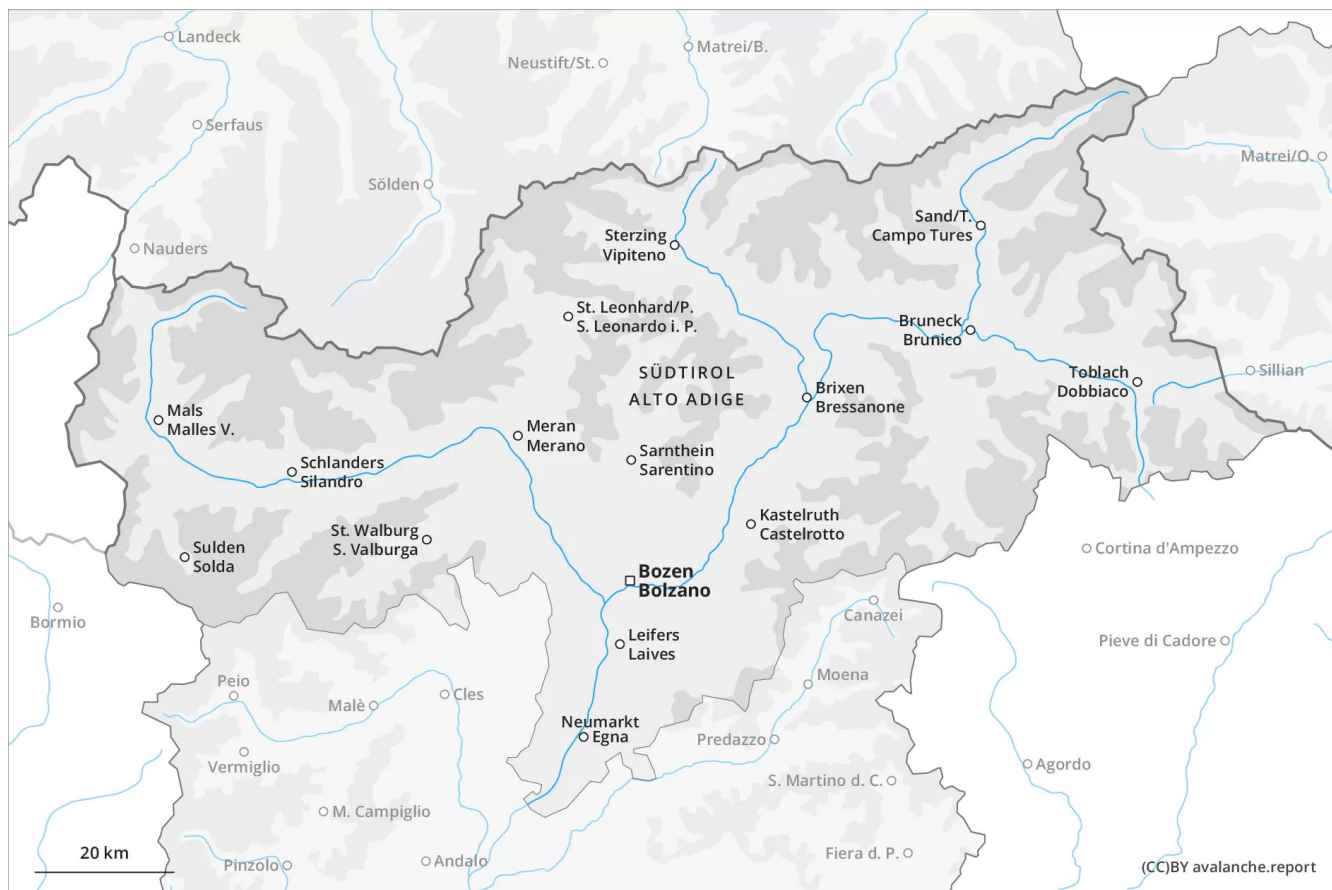 Landeck
Matrei/B.
Neustift/St.
Serfaus
Matrei/O.
Sölden
Sand/T.
Campo Tures
Sterzing
Vipiteno
Nauders
St. Leonhard/P.
S. Leonardo i. P.
Bruneck
Brunico
SÜDTIROL
ALTO ADIGE
Toblach
Dobbiaco
Sillian
Brixen
Bressanone
Mals
Malles V.
Meran
Merano
Sarnthein
Sarentino
Schlanders
Silandro
Kastelruth
Castelrotto
St. Walburg
S. Valburga
Sulden
Solda
Cortina d'Ampezzo
Bozen
Bolzano
Bormio
Canazei
Leifers
Laives
Pieve di Cadore
Peio
Moena
Cles
Malè
Neumarkt
Egna
Predazzo
Vermiglio
Agordo
S. Martino d. C.
M. Campiglio
20 km
Fiera d. P.
Andalo
Pinzolo
(CC)BY avalanche.report